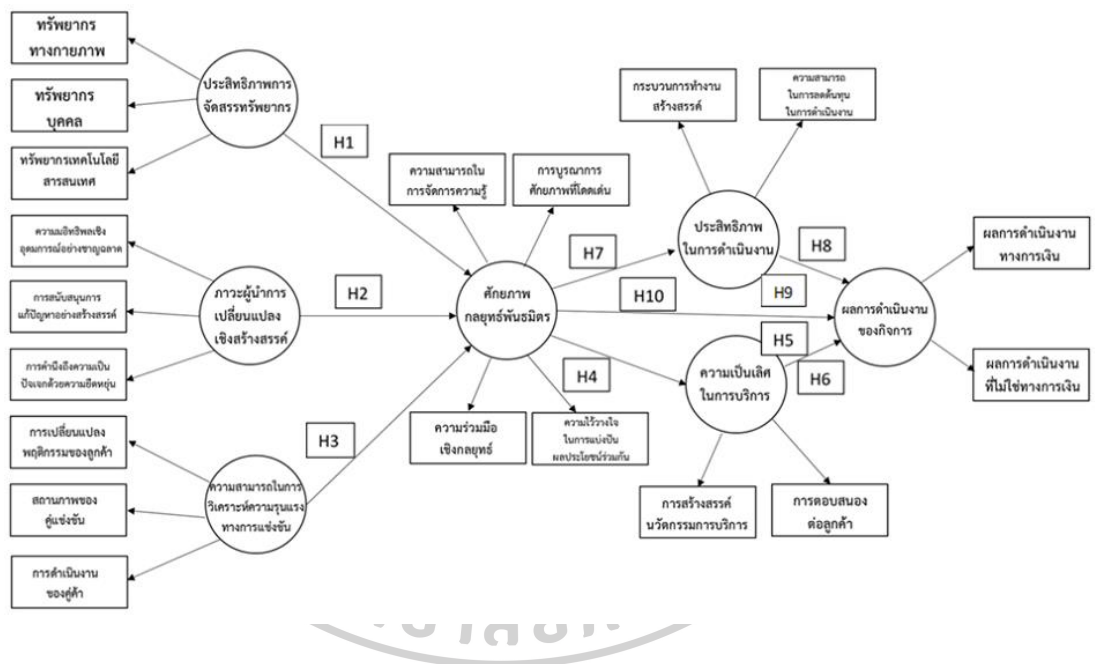 ทรัพยากร
ทางกายภาพ
ทรัพยากร
บุคคล
ทรัพยากรเทคโนโลยี
สารสนเทศ
ประสิทธิภาพการ
จัดสรรทรัพยากร
H1
ความมีอิทธิพลเชิง
อุดมการณ์อย่างชาญฉลาด
การสนับสนุนการ
แก้ปัญหาอย่างสร้างสรรค์
การคำนึงถึงความเป็น
ปัจเจกด้วยความยืดหยุ่น
ภาวะผู้นำการ
เปลี่ยนแปลง
เชิงสร้างสรรค์
H2
การเปลี่ยนแปลง
พฤติกรรมของลูกค้า
สถานภาพของ
คู่แข่งขัน
การดำเนินงาน
ของคู่ค้า
ความสามารถในการ
วิเคราะห์ความรุนแรง
ทางการแข่งขัน
H3
ความสามารถใน
การจัดการความรู้
การบูรณาการ
ศักยภาพที่โดดเด่น
ศักยภาพ
กลยุทธ์พันธมิตร
ความร่วมมือ
เชิงกลยุทธ์
ความไว้วางใจ
ในการแบ่งปัน
ผลประโยชน์ร่วมกัน
H7
H10
H4
กระบวนการทำงาน
สร้างสรรค์
ความสามารถ
ในการลดต้นทุน
ในการดำเนินงาน
ประสิทธิภาพ
ในการดำเนินงาน
H8
H9
H5
H6
ความเป็นเลิศ
ในการบริการ
การสร้างสรรค์
นวัตกรรมการบริการ
การตอบสนอง
ต่อลูกค้า
ผลการดำเนินงาน
ของกิจการ
ผลการดำเนินงาน
ทางการเงิน
ผลการดำเนินงาน
ที่ไม่ใช่ทางการเงิน